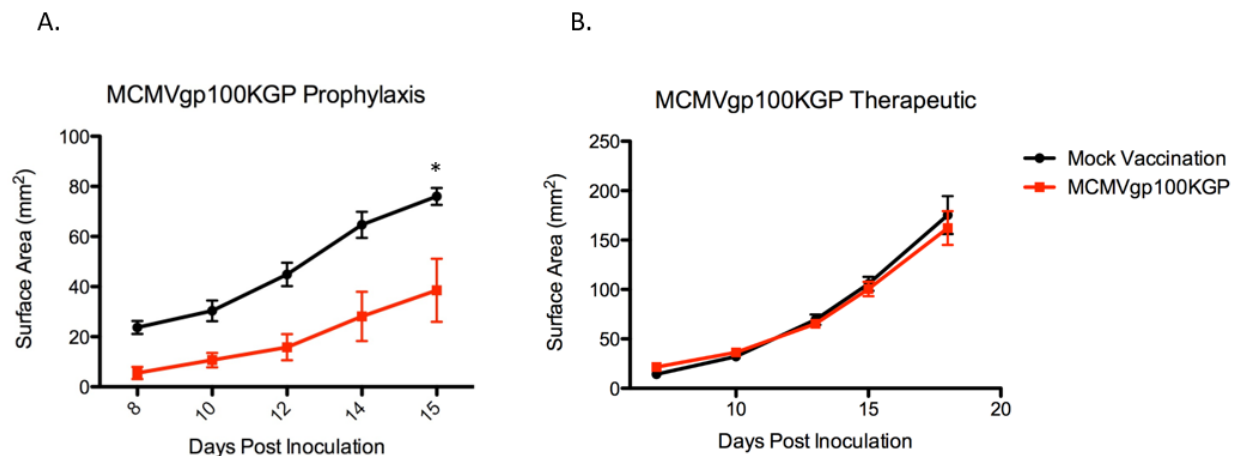 A.
B.
MCMVgp100KGP Prophylaxis
100
80
60
40
20
0
Surface Area (mm²)
*
8
10
12
14
15
Days Post Inoculation
MCMVgp100KGP Therapeutic
250
200
150
100
50
0
Surface Area (mm²)
10
15
20
Days Post Inoculation
Mock Vaccination
MCMVgp100KGP